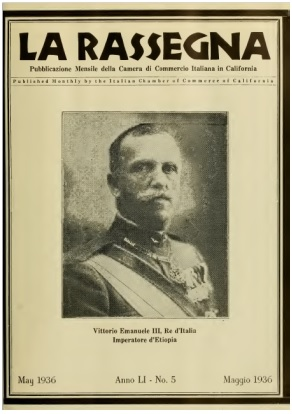 LA RASSEGNA
Pubblicazione Mensile della Camera di Commercio Italiana in California
Published Monthly by the Italian Chamber of Commerce of California
Vittorio Emanuele III, Re d'Italia
Imperatore d'Etiopia
May 1936 Anno LI - No. 5 Maggio 1936